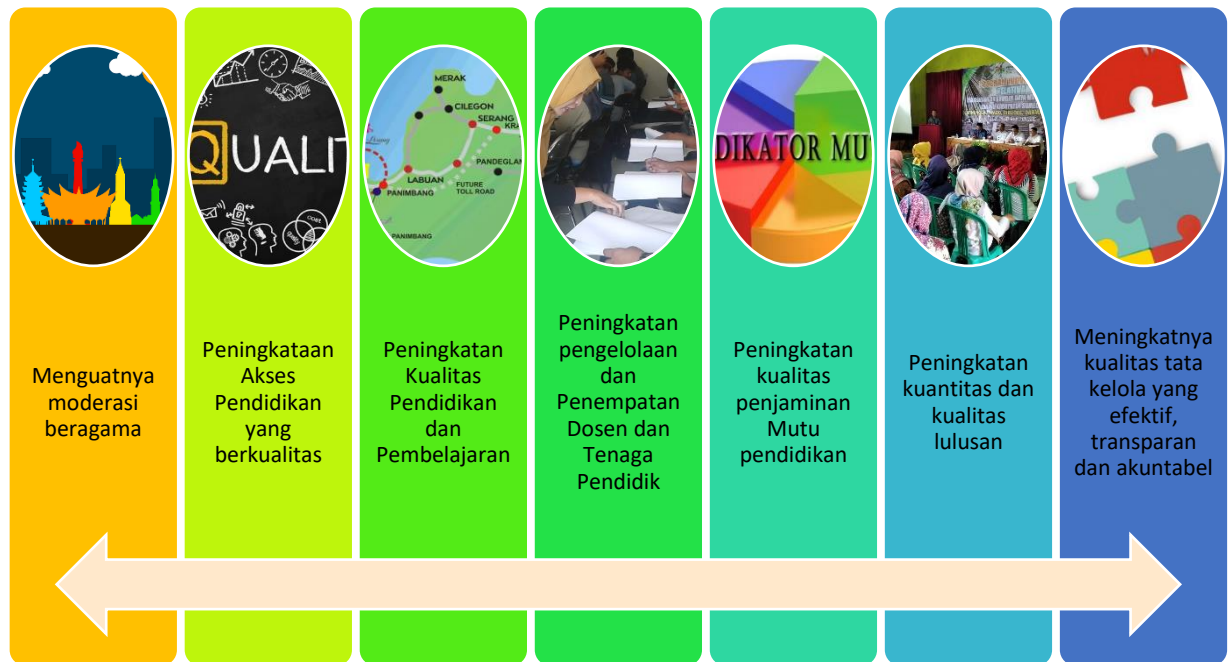 QUALIT
MERAK
CILEGON
SERANG
KRA
PANDEGLAN
LABUAN
PANIMBANG
FUTURE
TOLL ROAD
PANIMBANG
DIKATOR MU
Menguatnya
moderasi
beragama
Peningkataan
Akses
Pendidikan
yang
berkualitas
Peningkatan
Kualitas
Pendidikan
dan
Pembelajaran
Peningkatan
pengelolaan
dan
Penempatan
Dosen dan
Tenaga
Pendidik
Peningkatan
kualitas
penjaminan
Mutu
pendidikan
Peningkatan
kuantitas dan
kualitas
lulusan
Meningkatnya
kualitas tata
kelola yang
efektif,
transparan
dan akuntabel